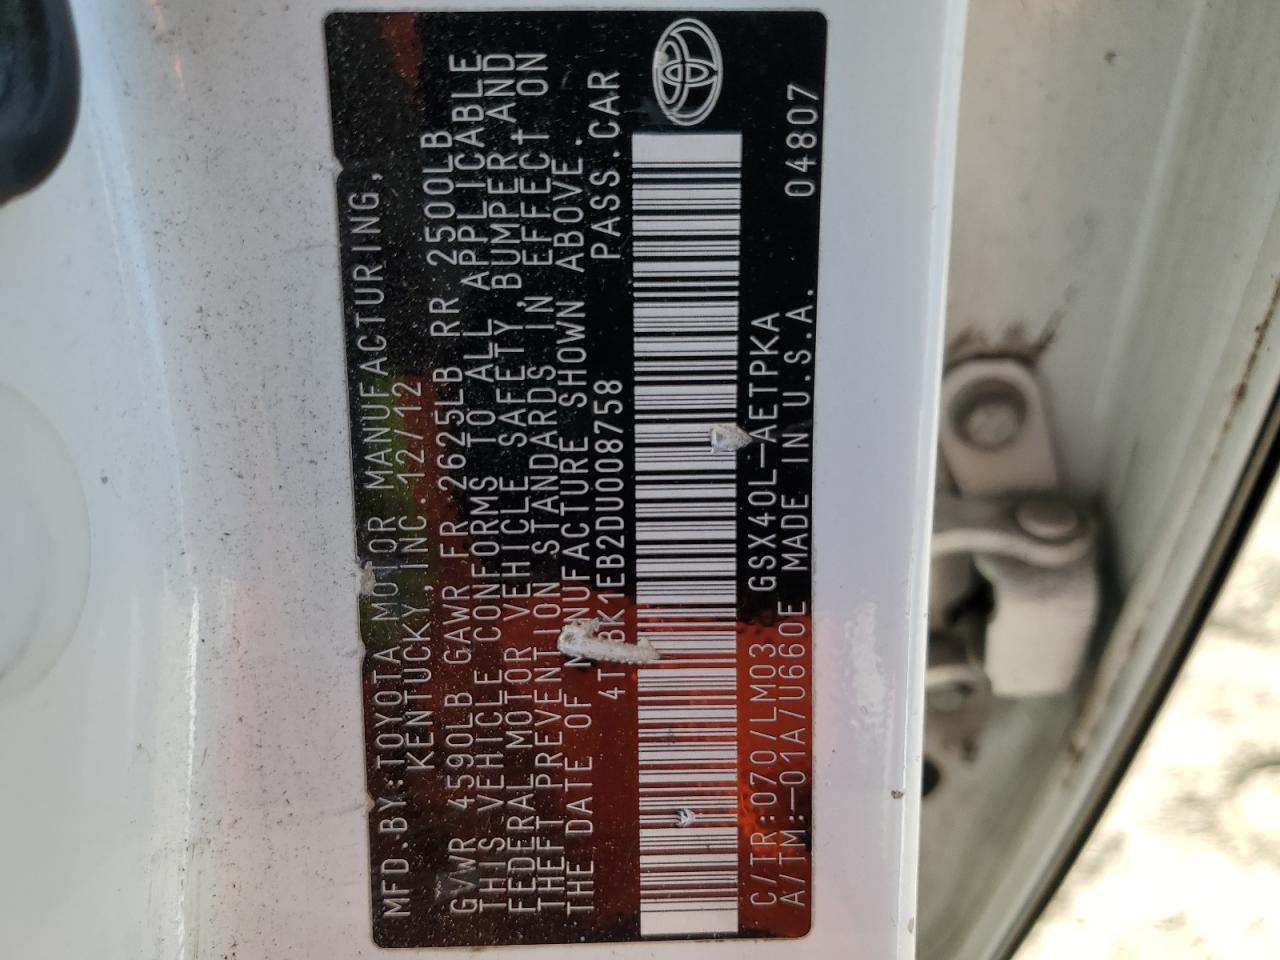 MFD.BY:TOYOTA MOTOR MANUFACTURING,
KENTUCKY,INC. 12/12
GVWR 4590LB GAWR FR 2625LB RR 2500LB
THIS VEHICLE CONFORMS TO ALL APPLICABLE
FEDERAL MOTOR VEHICLE SAFETY, BUMPER, AND
THEFT PREVENTION STANDARDS IN EFFECT ON
THE DATE OF MANUFACTURE SHOWN ABOVE.
PASS.CAR
C/TR:070/LM03 GSX40L-AETPKA
A/TM:-01A/U660E MADE IN U.S.A. 04807